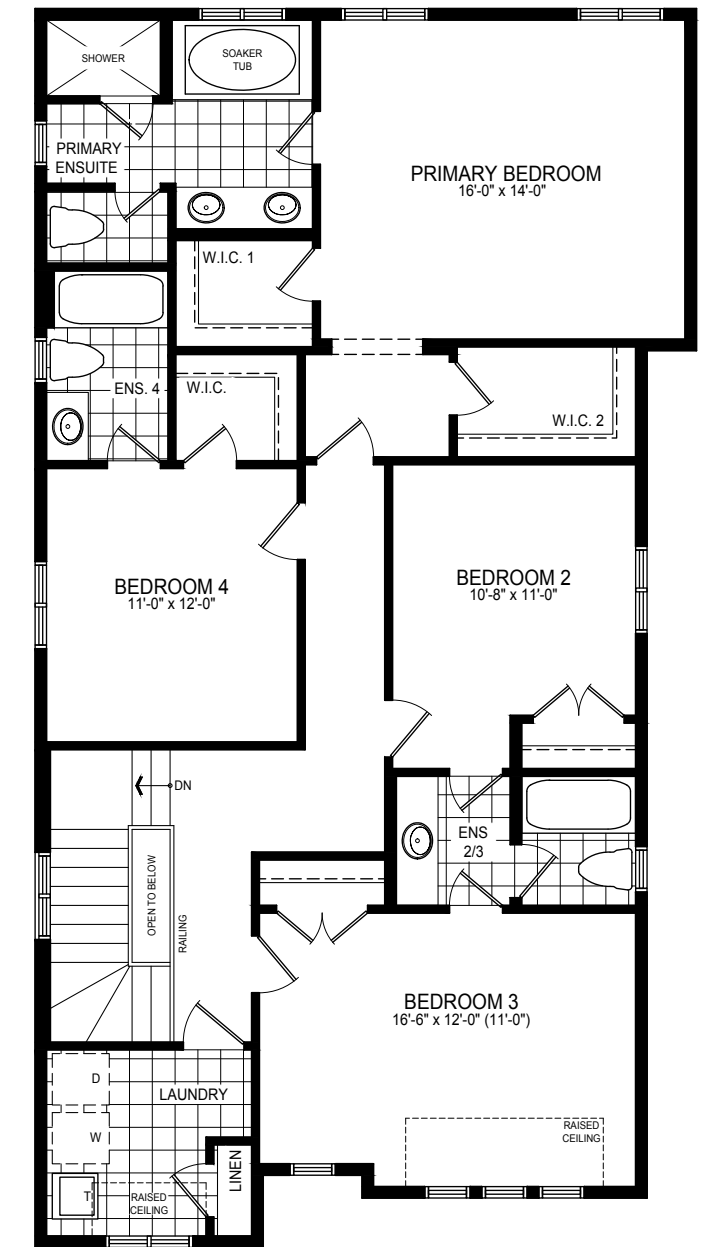 SHOWER
SOAKER
TUB
PRIMARY
ENSUITE
PRIMARY BEDROOM
16'-0" x 14'-0"
W.I.C. 1
ENS. 4
W.I.C.
W.I.C. 2
BEDROOM 4
11'-0" x 12'-0"
BEDROOM 2
10'-8" x 11'-0"
DN
OPEN TO BELOW
RAILING
ENS
2/3
BEDROOM 3
16'-6" x 12'-0" (11'-0")
D
LAUNDRY
W
RAISED
CEILING
LINEN
T
RAISED
CEILING